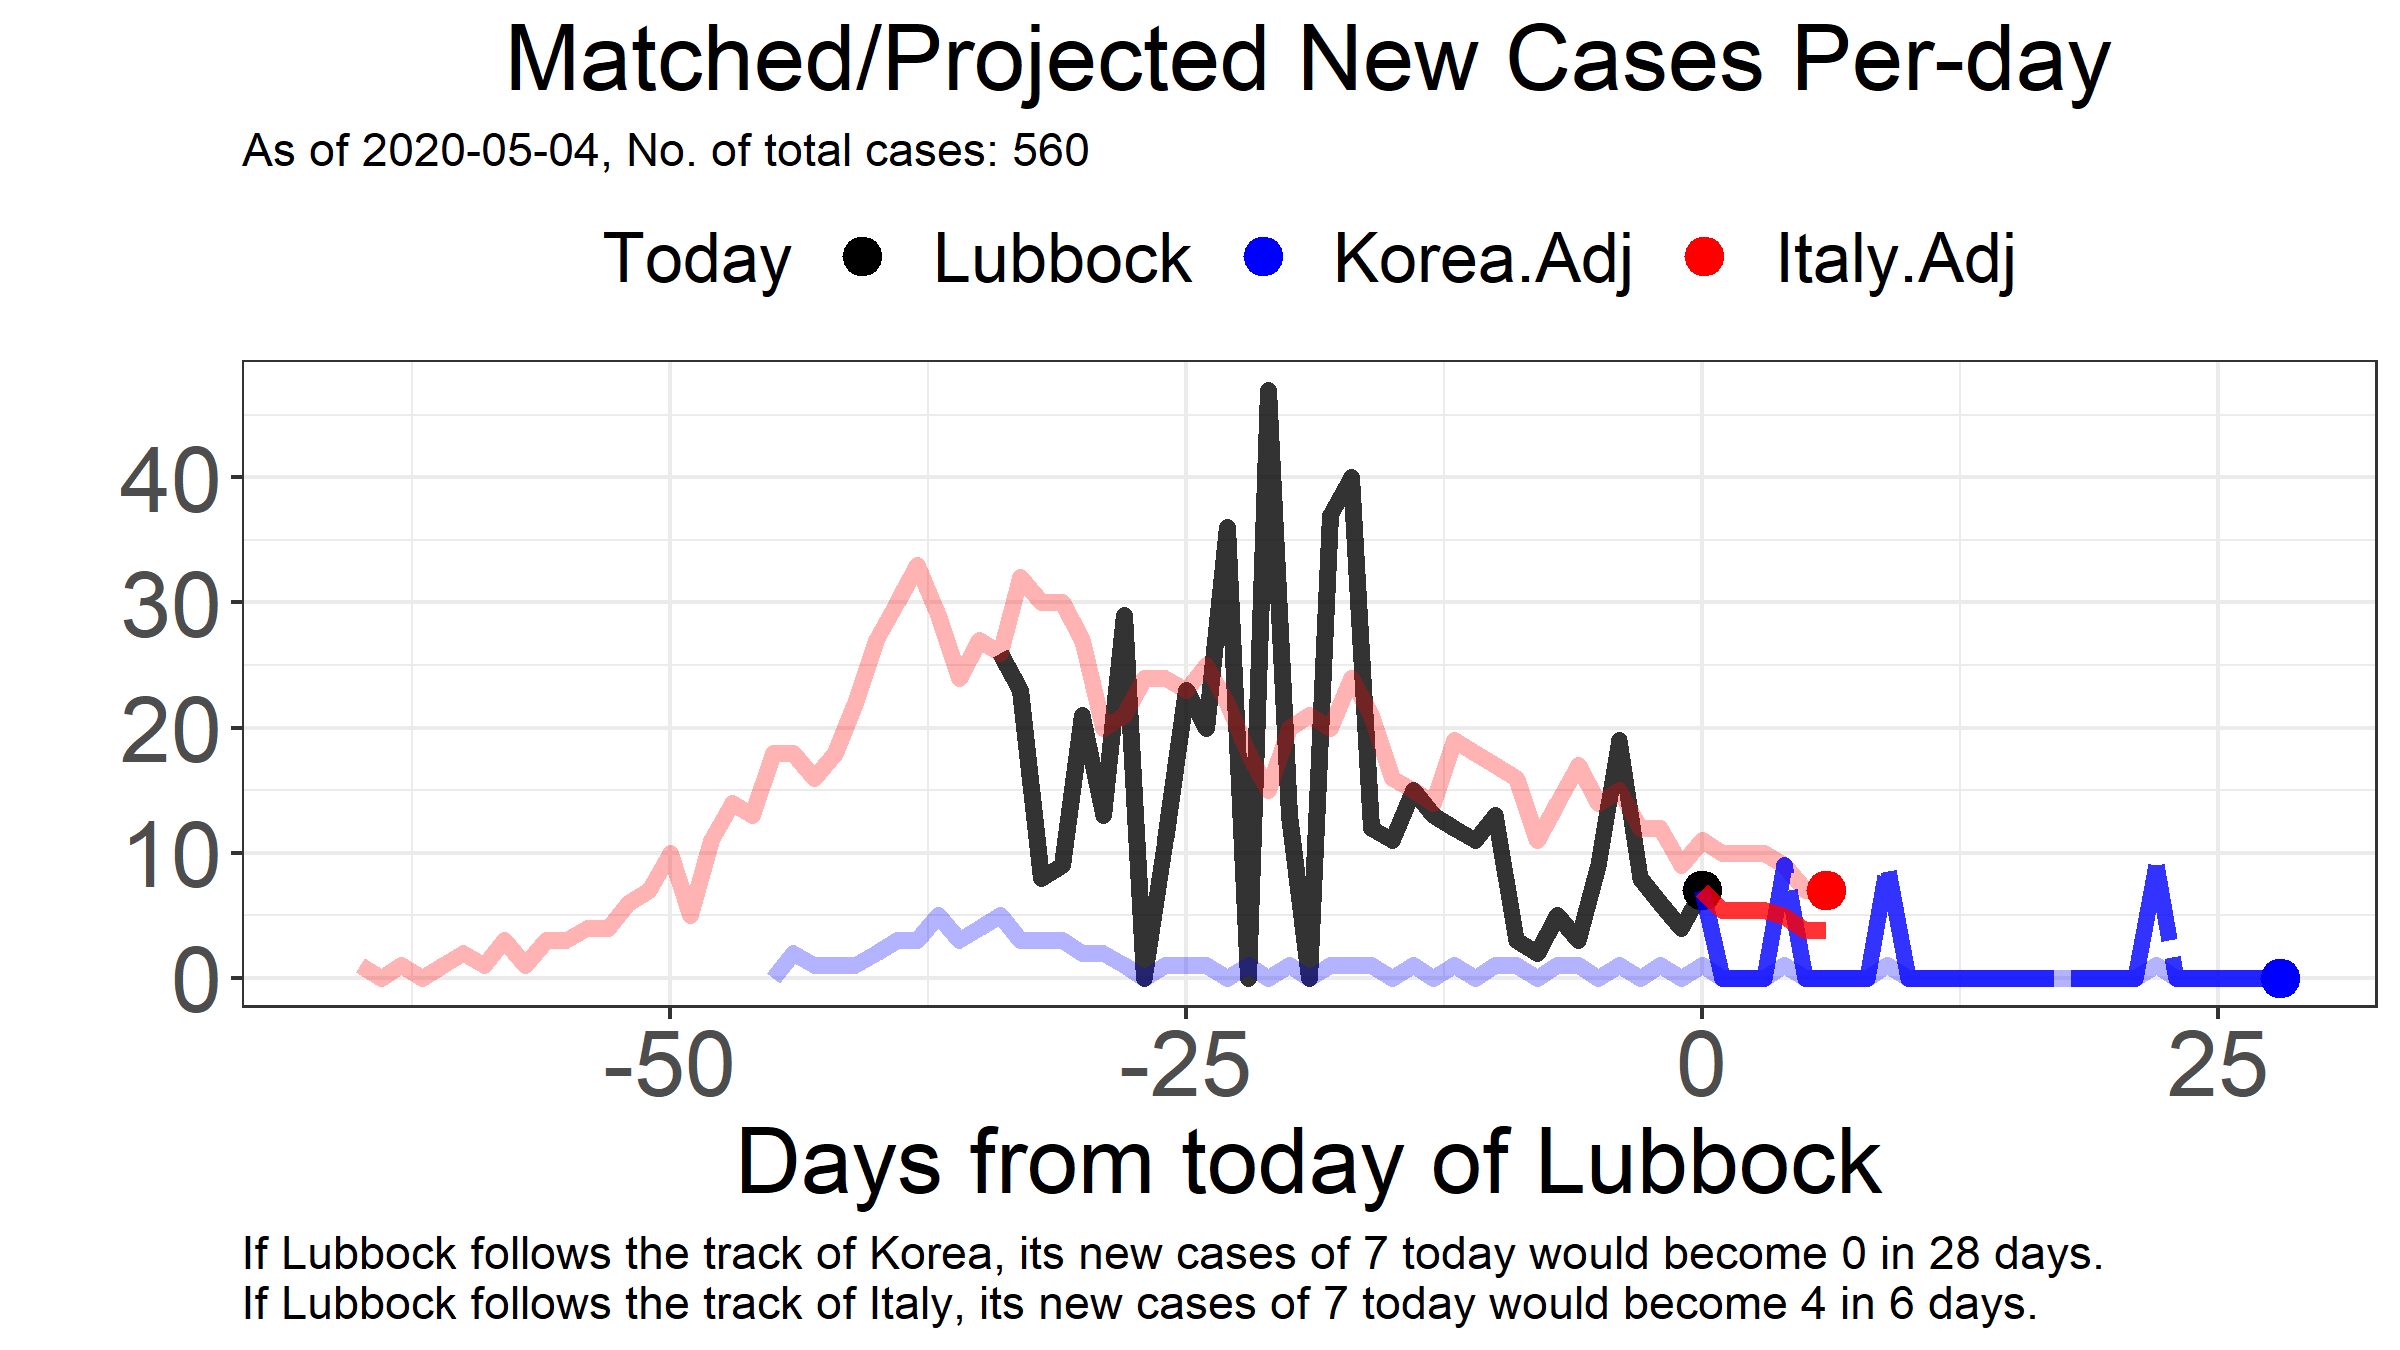 Matched/Projected New Cases Per-day
As of 2020-05-04, No. of total cases: 560
Today Lubbock Korea.Adj Italy.Adj
40
30
20
10
0
-50 -25 0 25
Days from today of Lubbock
If Lubbock follows the track of Korea, its new cases of 7 today would become 0 in 28 days.
If Lubbock follows the track of Italy, its new cases of 7 today would become 4 in 6 days.